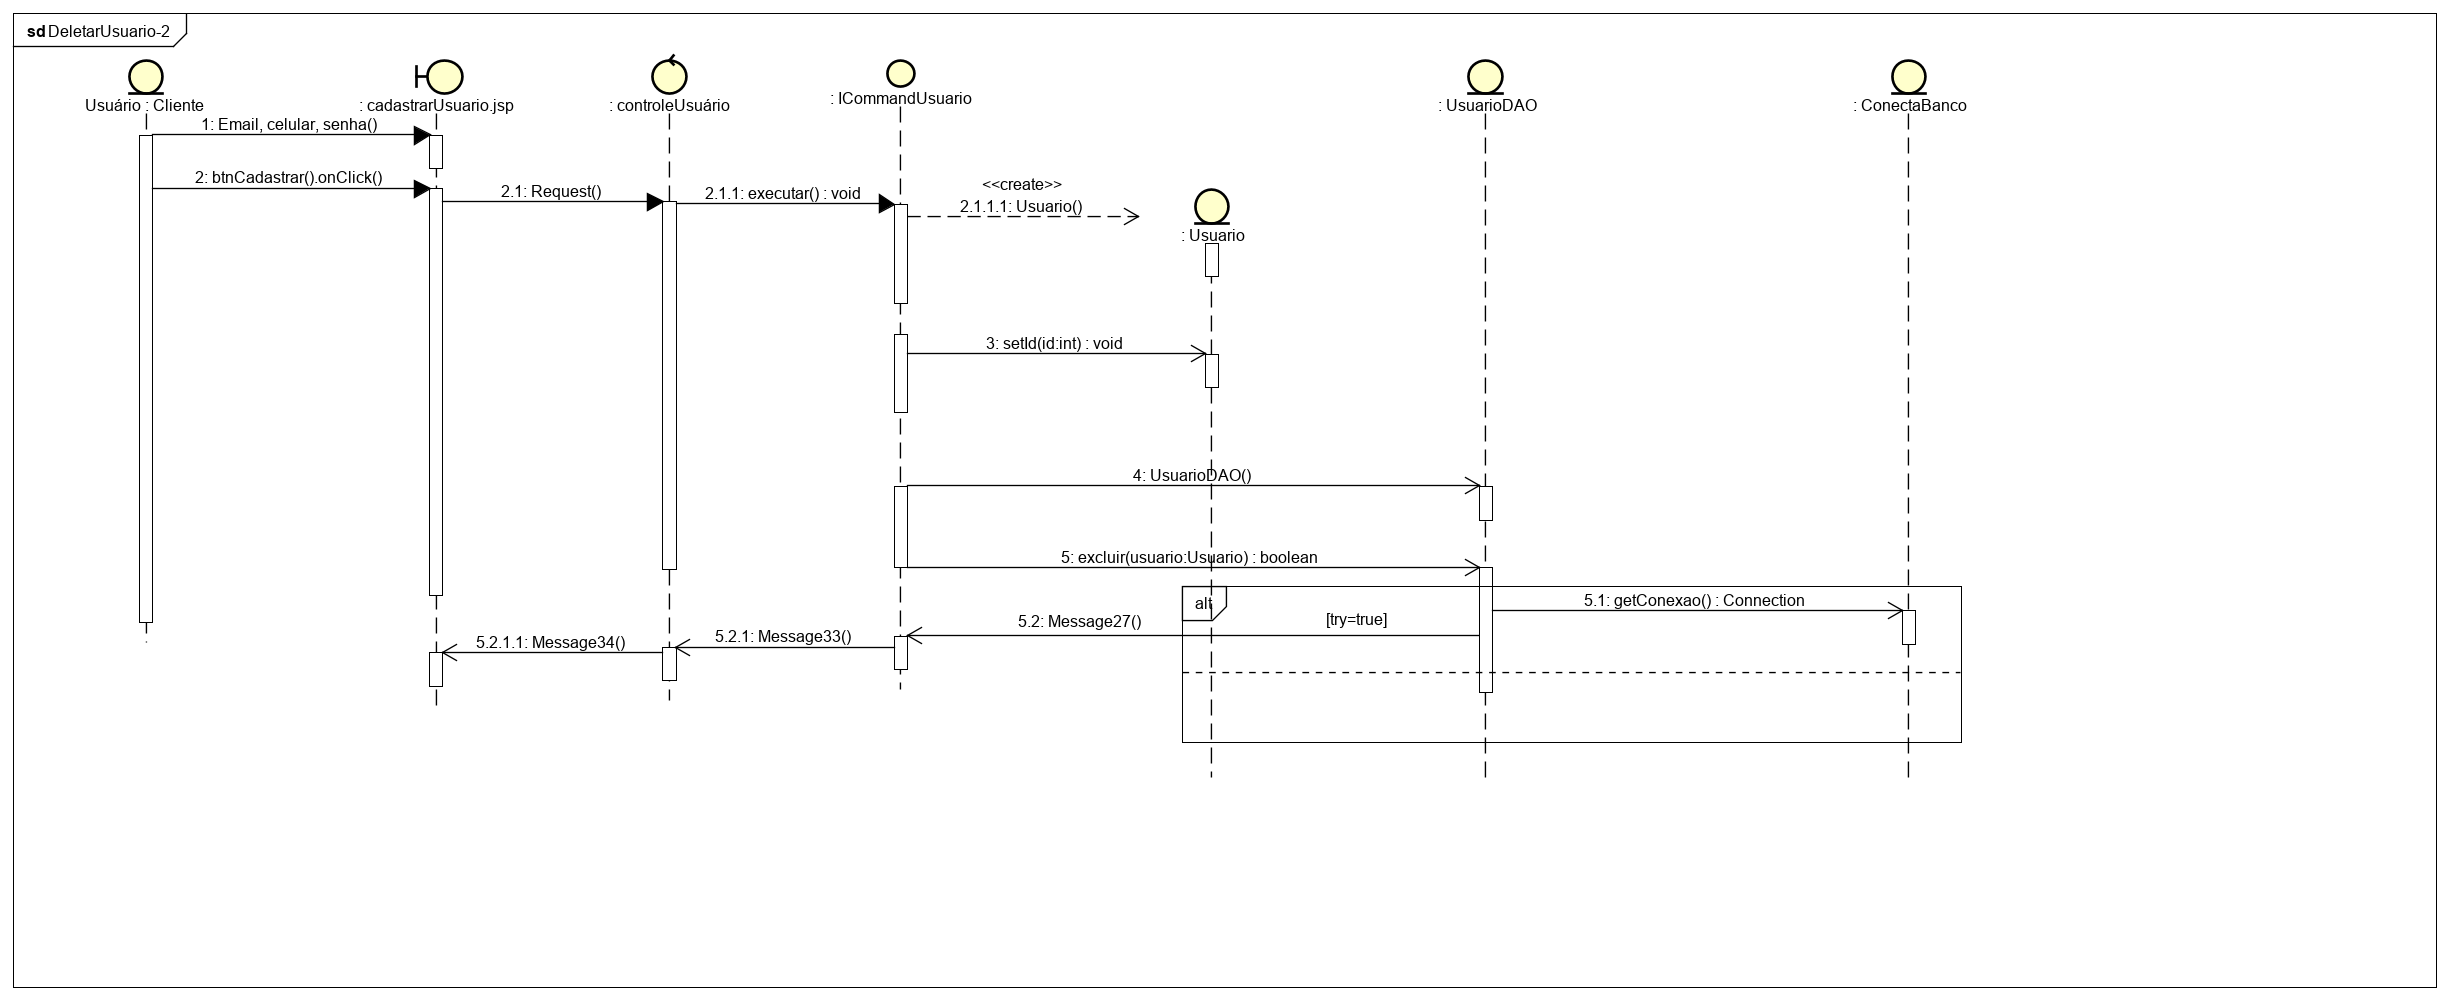 sd DeletarUsuario-2
Usuário : Cliente
: cadastrarUsuario.jsp
: controleUsuário
: ICommandUsuario
: UsuarioDAO
: ConectaBanco
1: Email, celular, senha()
2: btnCadastrar().onClick()
2.1: Request()
2.1.1: executar() : void
<<create>>
2.1.1.1: Usuario()
: Usuario
3: setId(id:int) : void
4: UsuarioDAO()
5: excluir(usuario:Usuario) : boolean
alt
5.1: getConexao() : Connection
[try=true]
5.2: Message27()
5.2.1: Message33()
5.2.1.1: Message34()